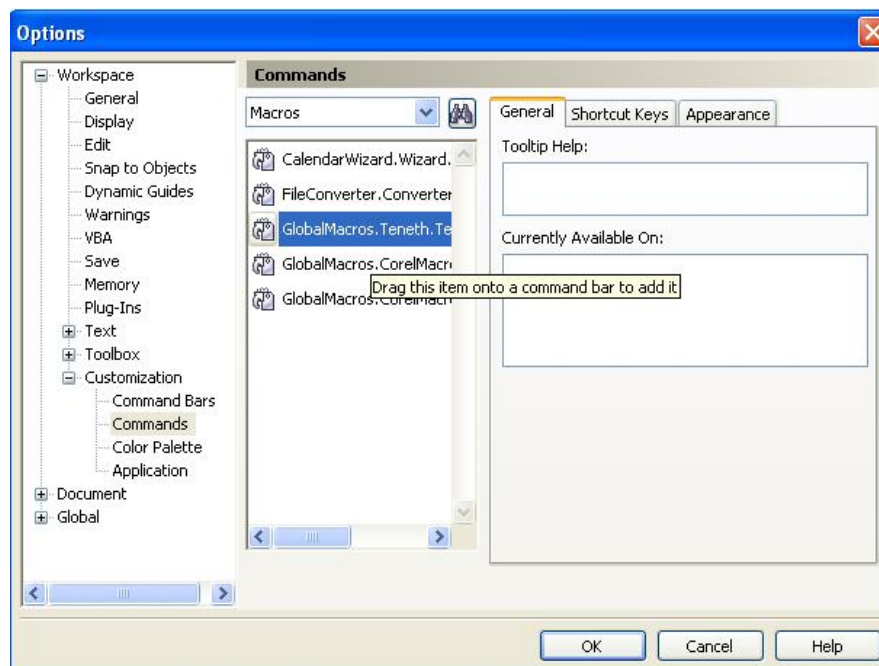 Options
Workspace
General
Display
Edit
Snap to Objects
Dynamic Guides
Warnings
VBA
Save
Memory
Plug-Ins
Text
Toolbox
Customization
Command Bars
Commands
Color Palette
Application
Document
Global
Commands
Macros
CalendarWizard.Wizard.
FileConverter.Converter
GlobalMacros.Teneth.Te
GlobalMacros.CorelMacr
GlobalMacros.CorelMacr
Drag this item onto a command bar to add it
General Shortcut Keys Appearance
Tooltip Help:
Currently Available On:
OK Cancel Help